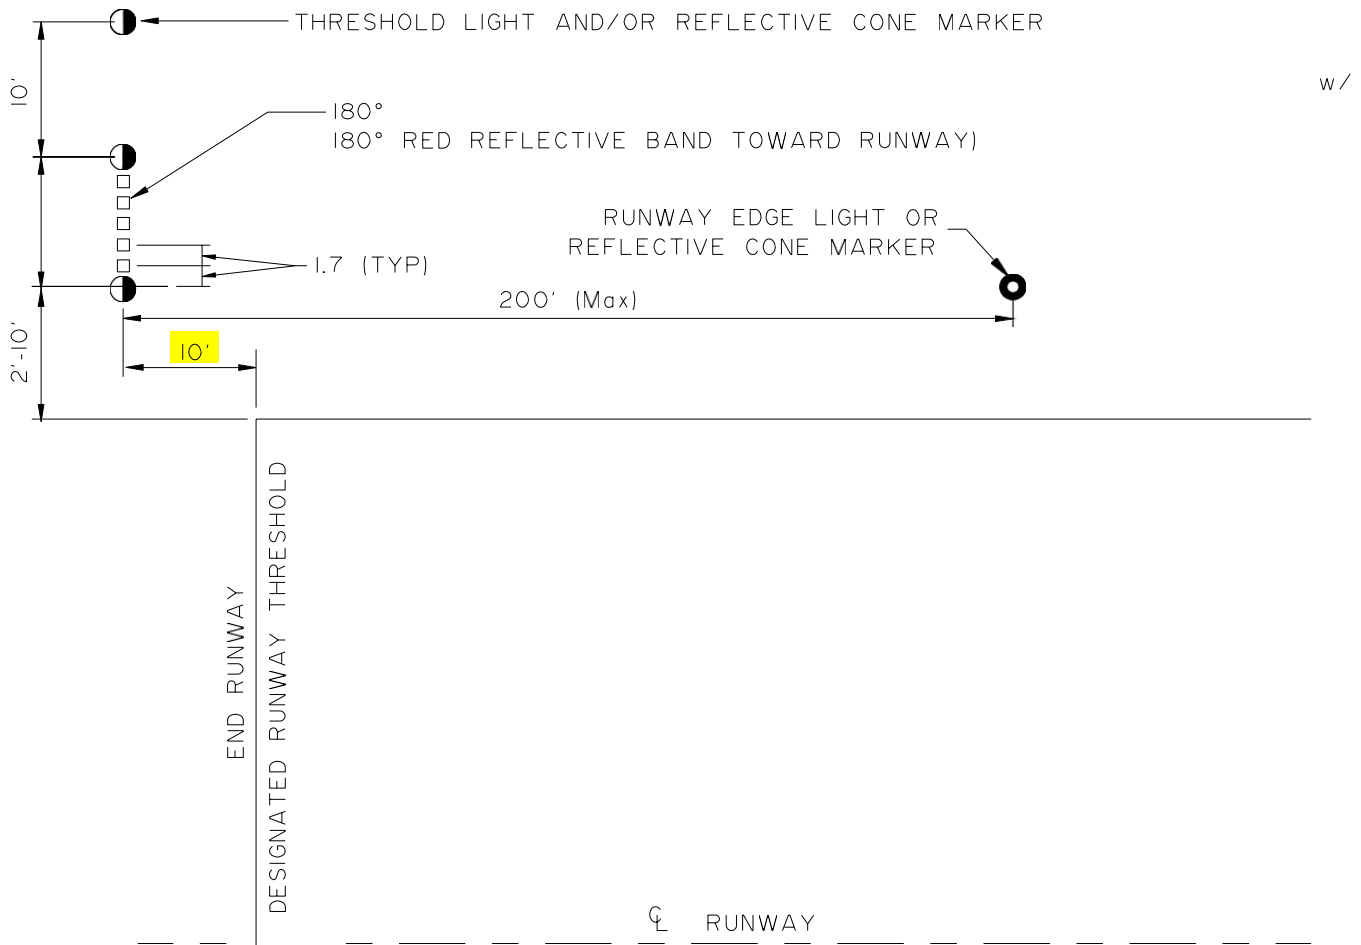 THRESHOLD LIGHT AND/OR REFLECTIVE CONE MARKER
w/
10'
180°
180° RED REFLECTIVE BAND TOWARD RUNWAY)
RUNWAY EDGE LIGHT OR
REFLECTIVE CONE MARKER
1.7 (TYP)
200' (Max)
2'-10'
10'
END RUNWAY
DESIGNATED RUNWAY THRESHOLD
℄ RUNWAY